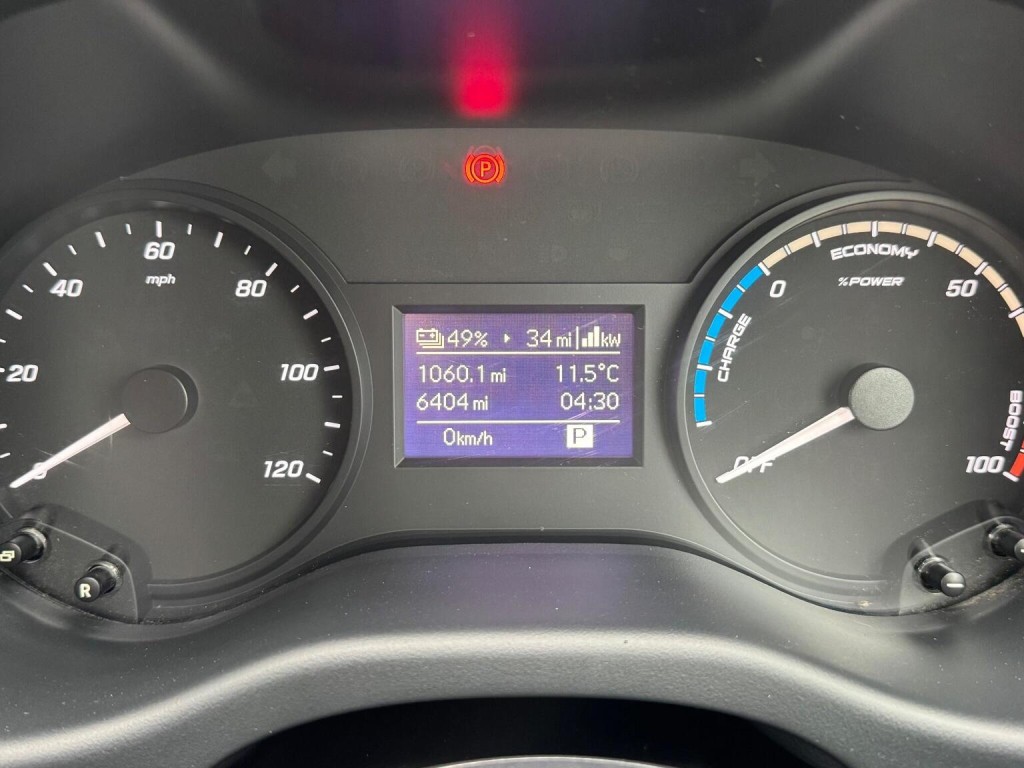 P
60
mph
40
80
20
100
0
120
R
49% 34 mi kW
1060.1 mi 11.5°C
6404 mi 04:30
0km/h P
ECONOMY
% POWER
0
50
CHARGE
OFF
BOOST
100